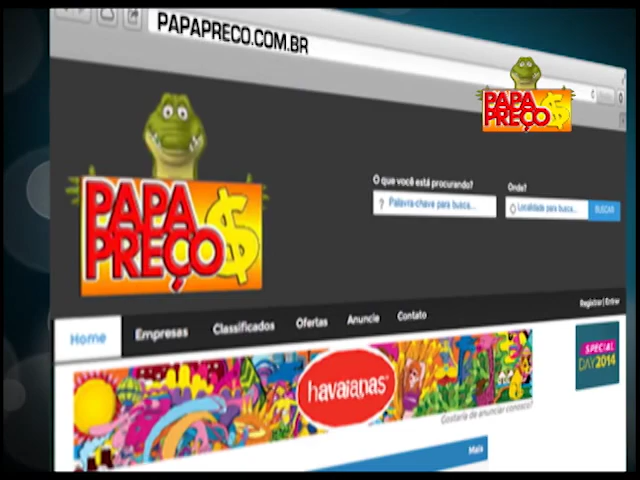 PAPAPRECO.COM.BR
PAPA
PREÇO$
PAPA
PREÇO$
O que você está procurando?
Onde?
? Palavra-chave para busca...
Localidade para busca...
BUSCAR
Registrar | Entrar
Home Empresas Classificados Ofertas Anuncie Contato
havaianas
SPECIAL
DAY2014
Gostaria de anunciar conosco?
Mais